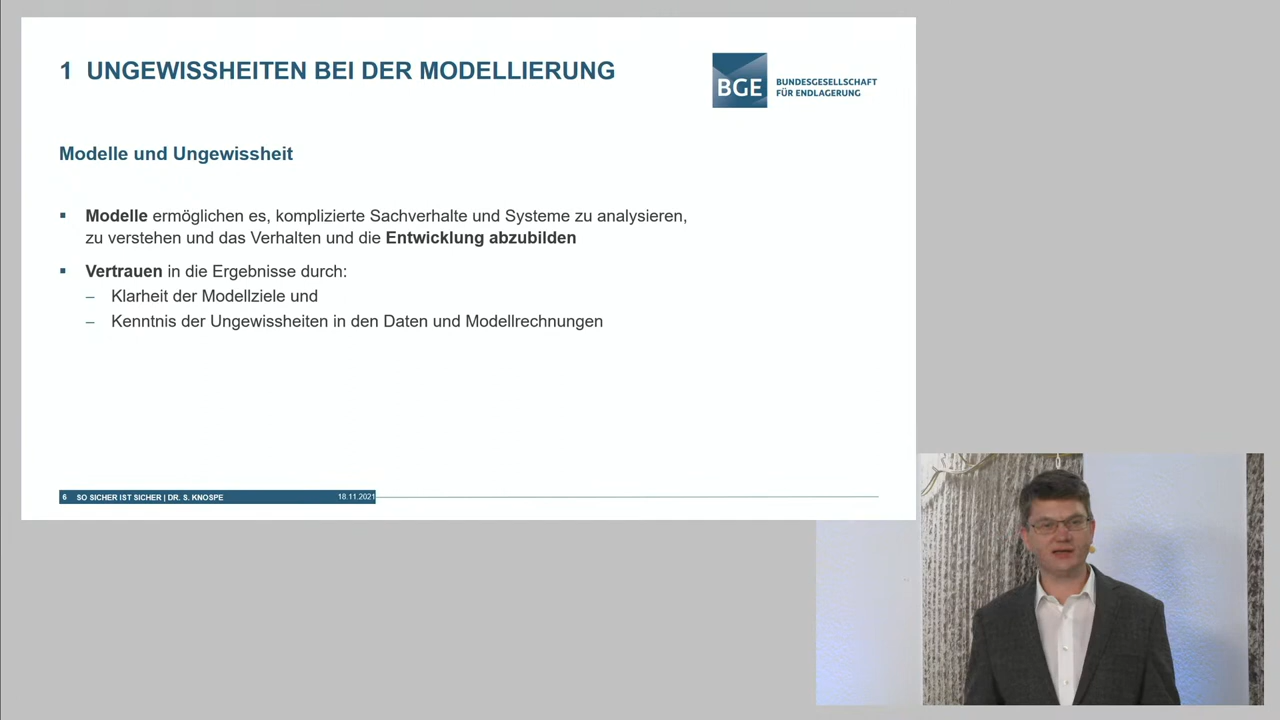 1 UNGEWISSHEITEN BEI DER MODELLIERUNG
BGE
BUNDESGESELLSCHAFT
FÜR ENDLAGERUNG
Modelle und Ungewissheit
▪ Modelle ermöglichen es, komplizierte Sachverhalte und Systeme zu analysieren,
zu verstehen und das Verhalten und die Entwicklung abzubilden
▪ Vertrauen in die Ergebnisse durch:
– Klarheit der Modellziele und
– Kenntnis der Ungewissheiten in den Daten und Modellrechnungen
6 SO SICHER IST SICHER | DR. S. KNOSPE 18.11.2021